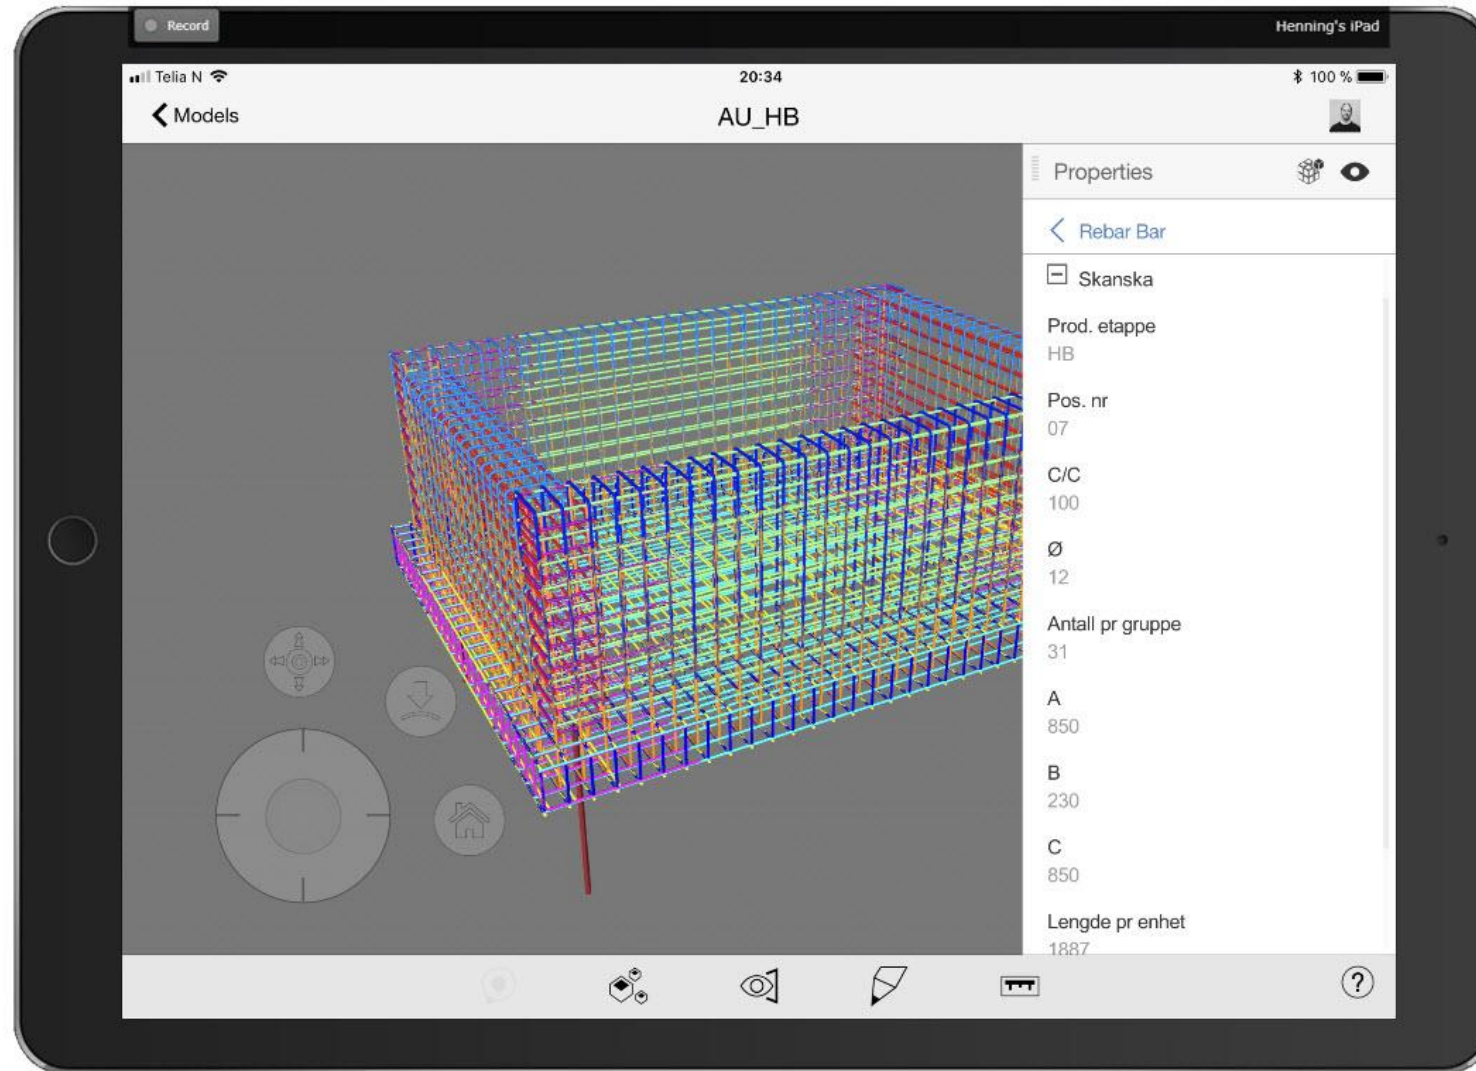 Record
Henning's iPad
Telia N
20:34
100 %
Models
AU_HB
Properties
Rebar Bar
Skanska
Prod. etappe
HB
Pos. nr
07
C/C
100
Ø
12
Antall pr gruppe
31
A
850
B
230
C
850
Lengde pr enhet
1887
?